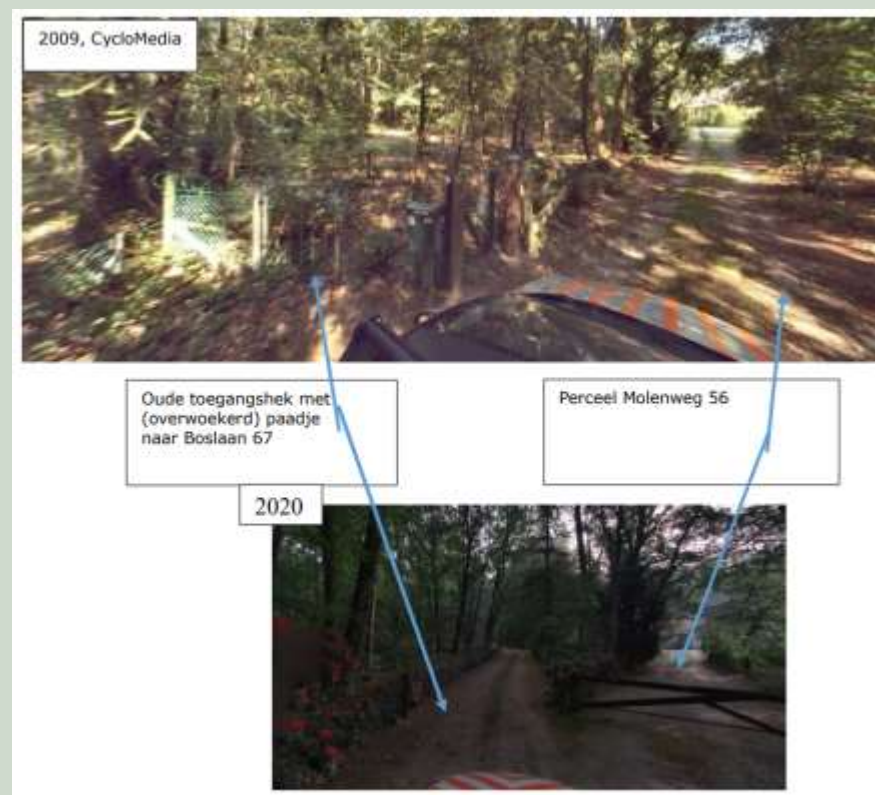 2009, CycloMedia
Oude toegangshek met
(overwoekerd) paadje
naar Boslaan 67
Perceel Molenweg 56
2020